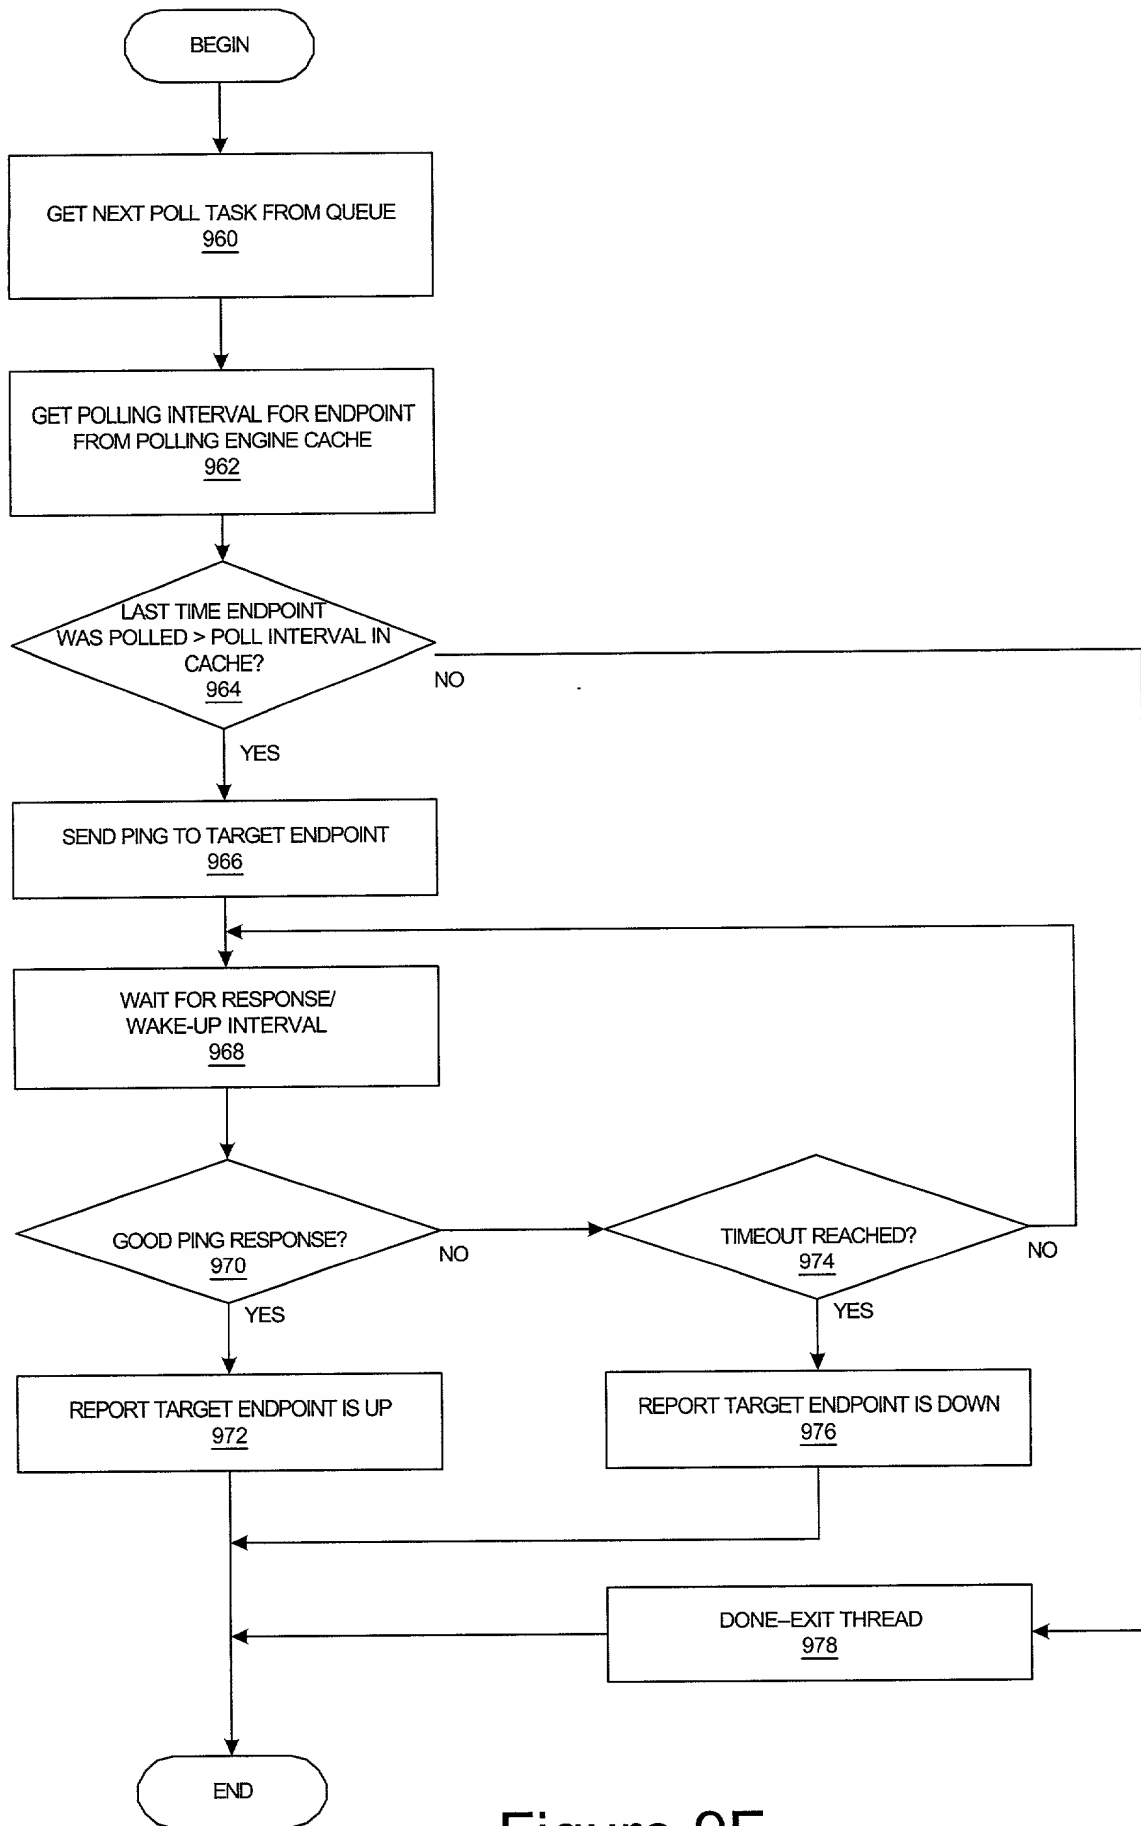 BEGIN
GET NEXT POLL TASK FROM QUEUE
960
GET POLLING INTERVAL FOR ENDPOINT
FROM POLLING ENGINE CACHE
962
LAST TIME ENDPOINT
WAS POLLED > POLL INTERVAL IN
CACHE?
964
NO
YES
SEND PING TO TARGET ENDPOINT
966
WAIT FOR RESPONSE/
WAKE-UP INTERVAL
968
GOOD PING RESPONSE?
970
NO
YES
TIMEOUT REACHED?
974
NO
YES
REPORT TARGET ENDPOINT IS UP
972
REPORT TARGET ENDPOINT IS DOWN
976
DONE–EXIT THREAD
978
END
Figure